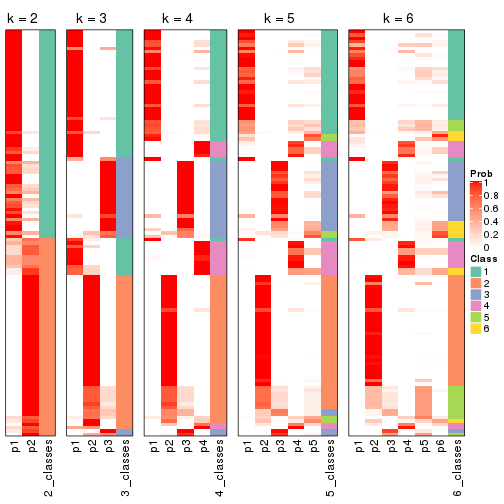 k = 2
k = 3
k = 4
k = 5
k = 6
Prob
1
0.8
0.6
0.4
0.2
0
Class
1
2
3
4
5
6
p1
p2
2_classes
p1
p2
p3
3_classes
p1
p2
p3
p4
4_classes
p1
p2
p3
p4
p5
5_classes
p1
p2
p3
p4
p5
p6
6_classes